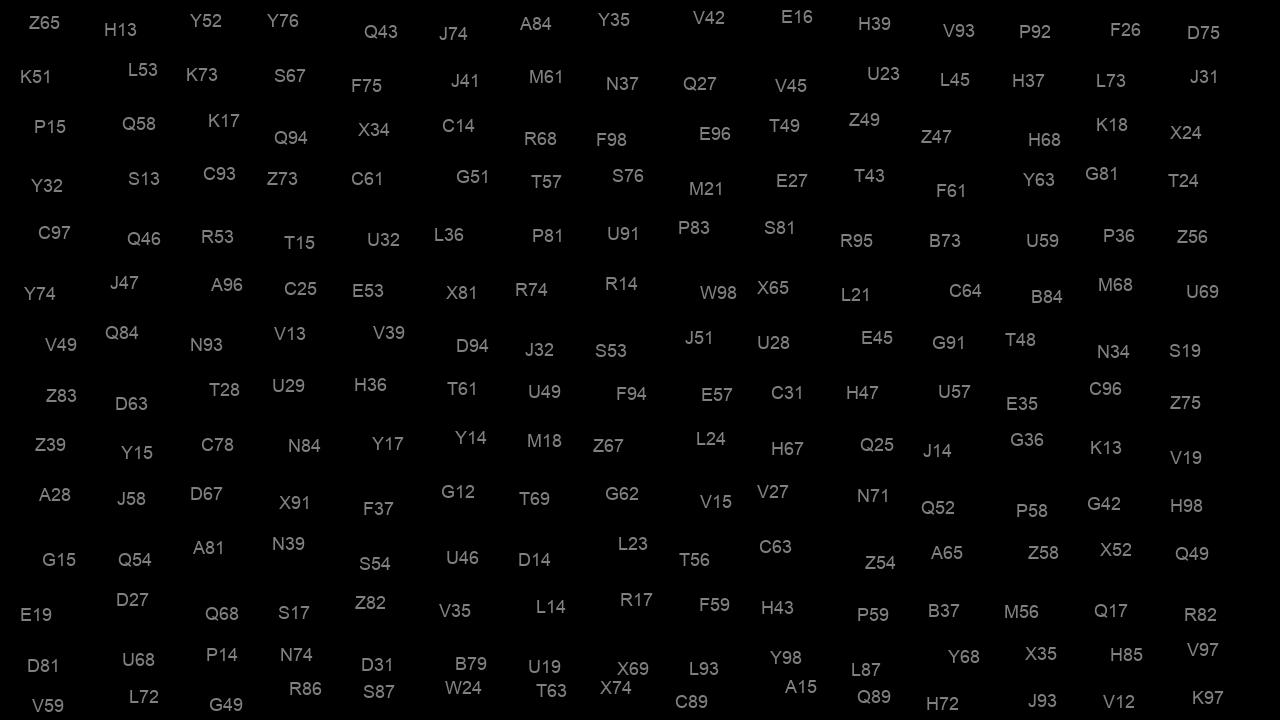 Z65 H13 Y52 Y76 Q43 J74 A84 Y35 V42 E16 H39 V93 P92 F26 D75
K51 L53 K73 S67 F75 J41 M61 N37 Q27 V45 U23 L45 H37 L73 J31
P15 Q58 K17 Q94 X34 C14 R68 F98 E96 T49 Z49 Z47 H68 K18 X24
Y32 S13 C93 Z73 C61 G51 T57 S76 M21 E27 T43 F61 Y63 G81 T24
C97 Q46 R53 T15 U32 L36 P81 U91 P83 S81 R95 B73 U59 P36 Z56
Y74 J47 A96 C25 E53 X81 R74 R14 W98 X65 L21 C64 B84 M68 U69
V49 Q84 N93 V13 V39 D94 J32 S53 J51 U28 E45 G91 T48 N34 S19
Z83 D63 T28 U29 H36 T61 U49 F94 E57 C31 H47 U57 E35 C96 Z75
Z39 Y15 C78 N84 Y17 Y14 M18 Z67 L24 H67 Q25 J14 G36 K13 V19
A28 J58 D67 X91 F37 G12 T69 G62 V15 V27 N71 Q52 P58 G42 H98
G15 Q54 A81 N39 S54 U46 D14 L23 T56 C63 Z54 A65 Z58 X52 Q49
E19 D27 Q68 S17 Z82 V35 L14 R17 F59 H43 P59 B37 M56 Q17 R82
D81 U68 P14 N74 D31 B79 U19 X69 L93 Y98 L87 Y68 X35 H85 V97
V59 L72 G49 R86 S87 W24 T63 X74 C89 A15 Q89 H72 J93 V12 K97